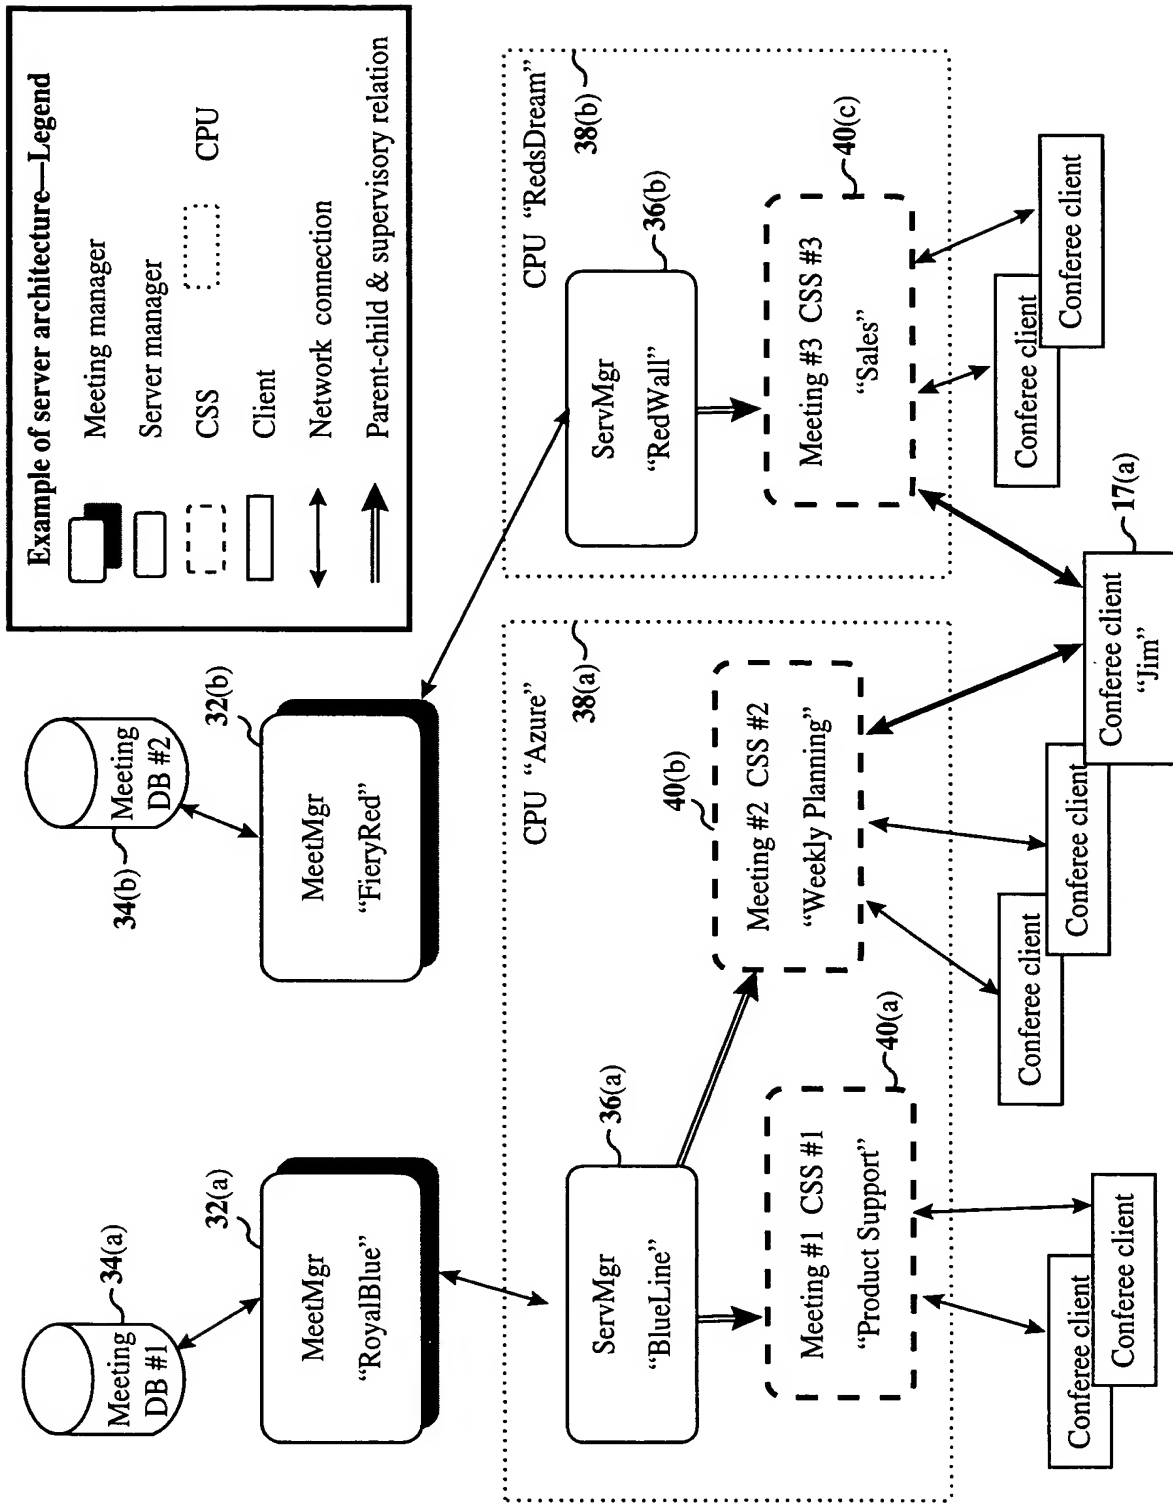 Example of server architecture—Legend
Meeting manager
Server manager
CSS
CPU
Client
Network connection
Parent-child & supervisory relation
Meeting
DB #1
34(a)
Meeting
DB #2
34(b)
MeetMgr
“RoyalBlue”
32(a)
MeetMgr
“FieryRed”
32(b)
CPU “Azure”
38(a)
CPU “RedsDream”
38(b)
ServMgr
“BlueLine”
36(a)
ServMgr
“RedWall”
36(b)
Meeting #1 CSS #1
“Product Support”
40(a)
Meeting #2 CSS #2
“Weekly Planning”
40(b)
Meeting #3 CSS #3
“Sales”
40(c)
Conferee client
Conferee client
Conferee client
Conferee client
Conferee client
“Jim”
17(a)
Conferee client
Conferee client